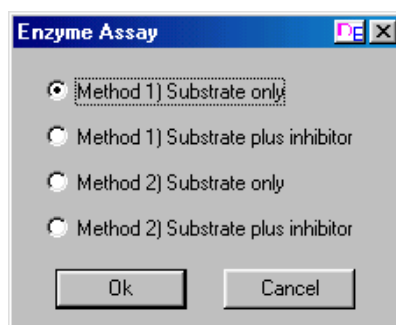 Enzyme Assay DE
Method 1) Substrate only
Method 1) Substrate plus inhibitor
Method 2) Substrate only
Method 2) Substrate plus inhibitor
Ok Cancel